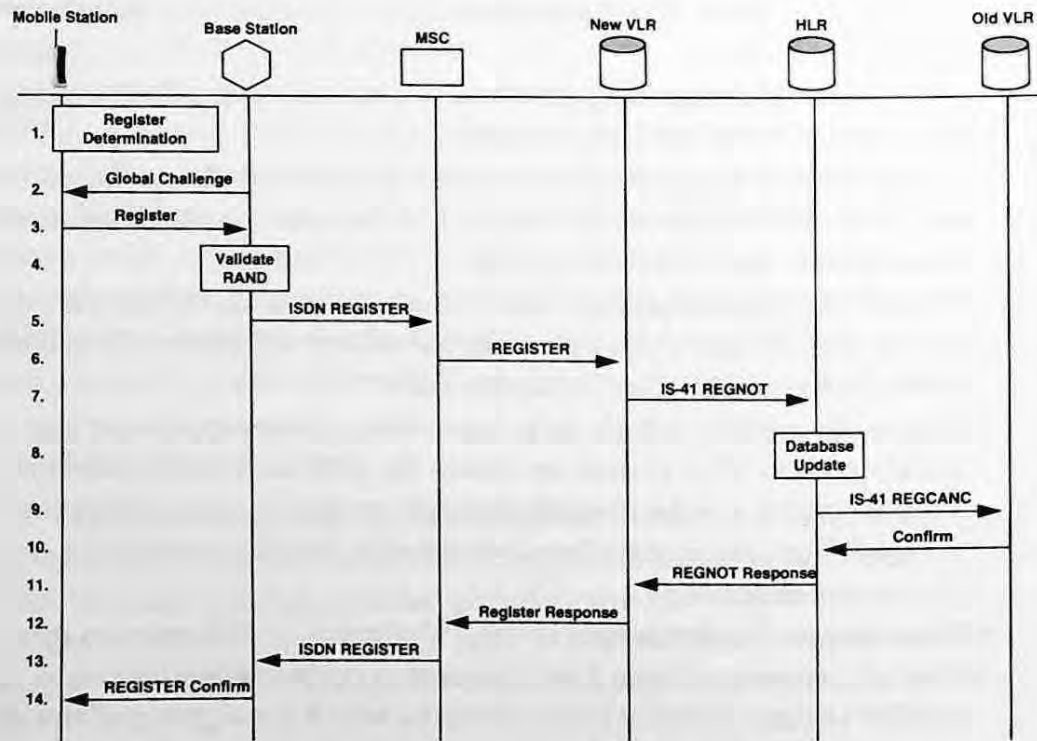 Mobile Station
Base Station
MSC
New VLR
HLR
Old VLR
1.
Register
Determination
2.
Global Challenge
3.
Register
4.
Validate
RAND
5.
ISDN REGISTER
6.
REGISTER
7.
IS-41 REGNOT
8.
Database
Update
9.
IS-41 REGCANC
10.
Confirm
11.
REGNOT Response
12.
Register Response
13.
ISDN REGISTER
14.
REGISTER Confirm